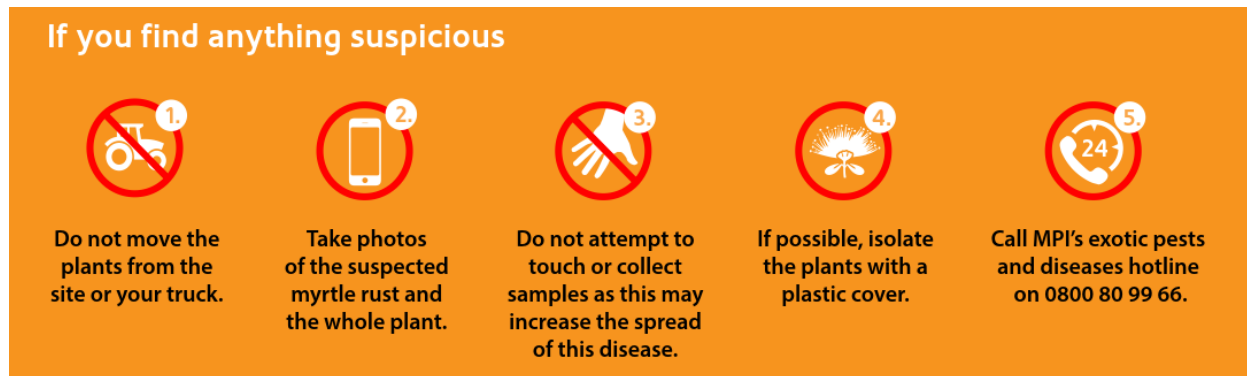 If you find anything suspicious
1.
Do not move the
plants from the
site or your truck.
2.
Take photos
of the suspected
myrtle rust and
the whole plant.
3.
Do not attempt to
touch or collect
samples as this may
increase the spread
of this disease.
4.
If possible, isolate
the plants with a
plastic cover.
5.
24
Call MPI's exotic pests
and diseases hotline
on 0800 80 99 66.